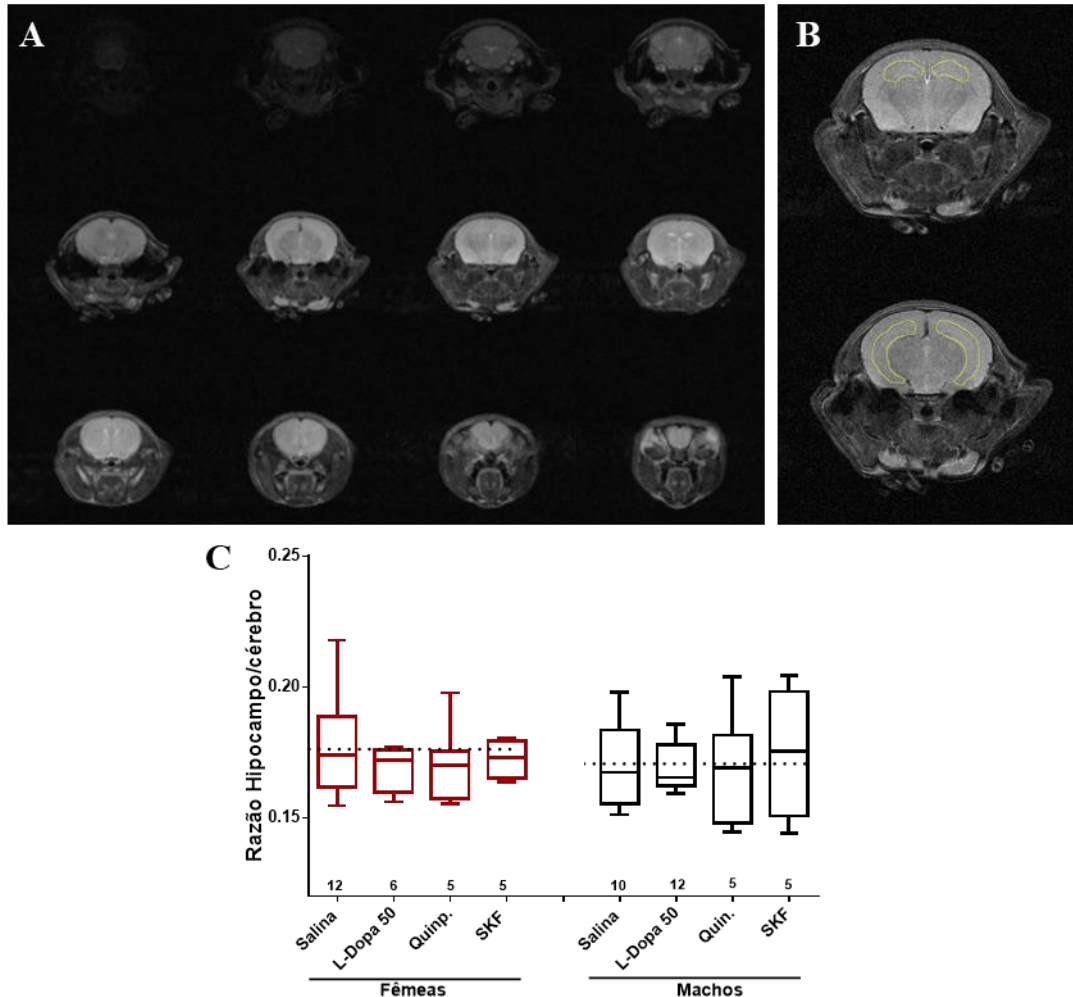 A
B
C
Razão Hipocampo/cérebro
0.25
0.20
0.15
12 6 5 5 10 12 5 5
Salina L-Dopa 50 Quinp. SKF Salina L-Dopa 50 Quin. SKF
Fêmeas Machos